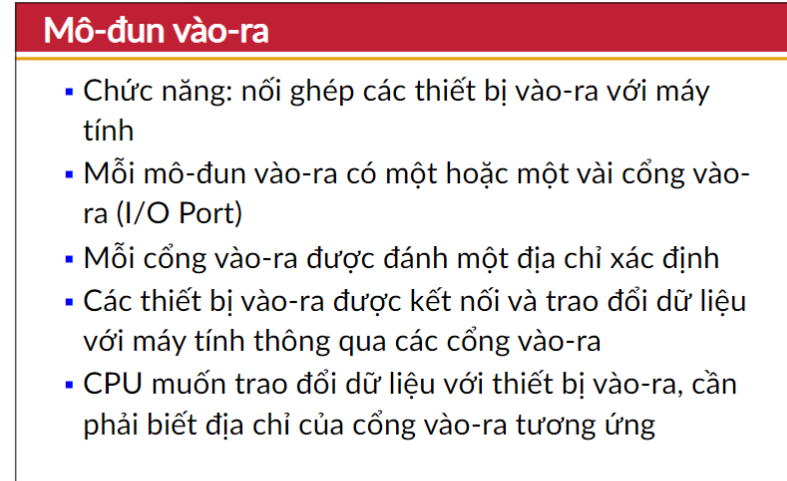 Mô-đun vào-ra
▪ Chức năng: nối ghép các thiết bị vào-ra với máy
tính
▪ Mỗi mô-đun vào-ra có một hoặc một vài cổng vào-
ra (I/O Port)
▪ Mỗi cổng vào-ra được đánh một địa chỉ xác định
▪ Các thiết bị vào-ra được kết nối và trao đổi dữ liệu
với máy tính thông qua các cổng vào-ra
▪ CPU muốn trao đổi dữ liệu với thiết bị vào-ra, cần
phải biết địa chỉ của cổng vào-ra tương ứng